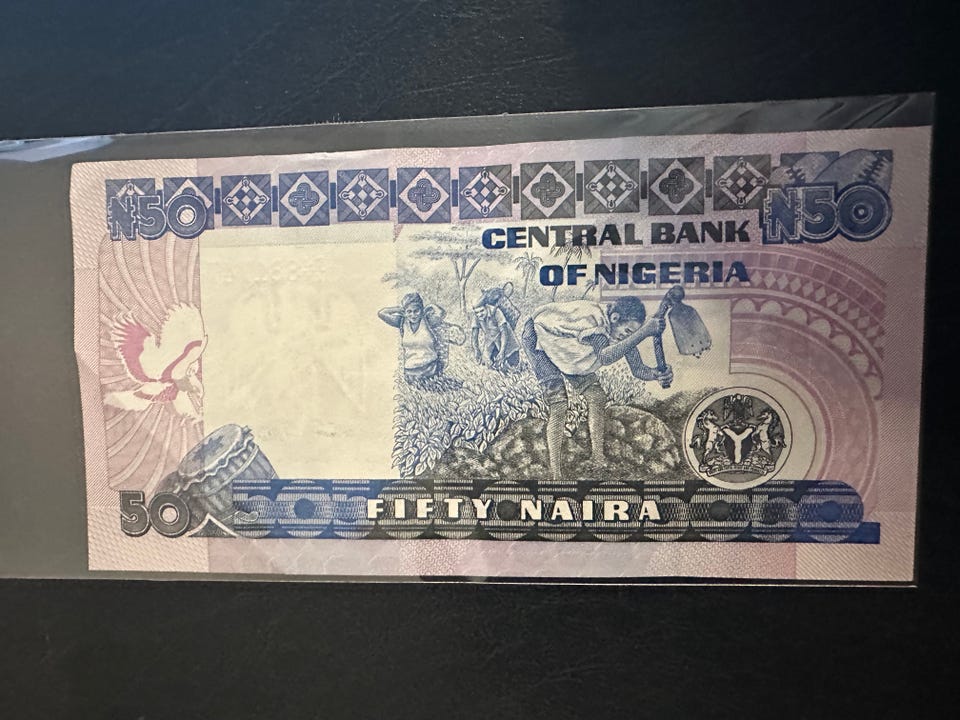 ₦50
CENTRAL BANK
OF NIGERIA
₦50
50
FIFTY NAIRA